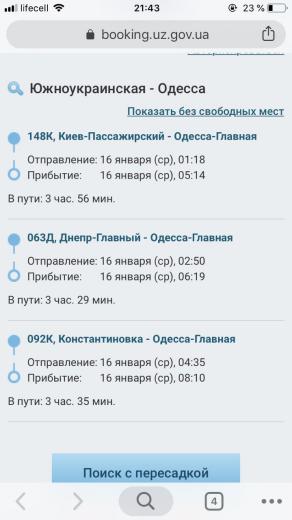 lifecell 21:43 23 %
booking.uz.gov.ua
Южноукраинская - Одесса
Показать без свободных мест
148К, Киев-Пассажирский - Одесса-Главная
Отправление: 16 января (ср), 01:18
Прибытие: 16 января (ср), 05:14
В пути: 3 час. 56 мин.
063Д, Днепр-Главный - Одесса-Главная
Отправление: 16 января (ср), 02:50
Прибытие: 16 января (ср), 06:19
В пути: 3 час. 29 мин.
092К, Константиновка - Одесса-Главная
Отправление: 16 января (ср), 04:35
Прибытие: 16 января (ср), 08:10
В пути: 3 час. 35 мин.
Поиск с пересадкой
4